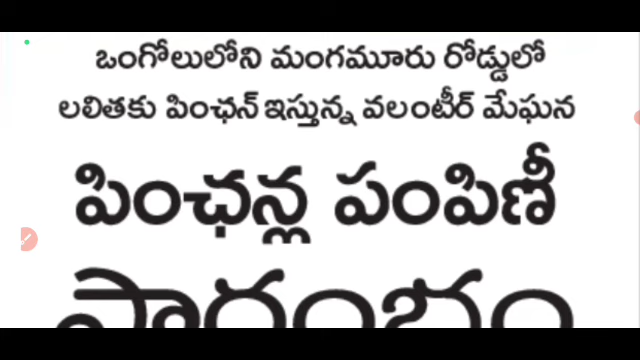 ఒంగోలులోని మంగమూరు రోడ్డులో
లలితకు పింఛన్ ఇస్తున్న వలంటీర్ మేఘన
పింఛన్ల పంపిణీ